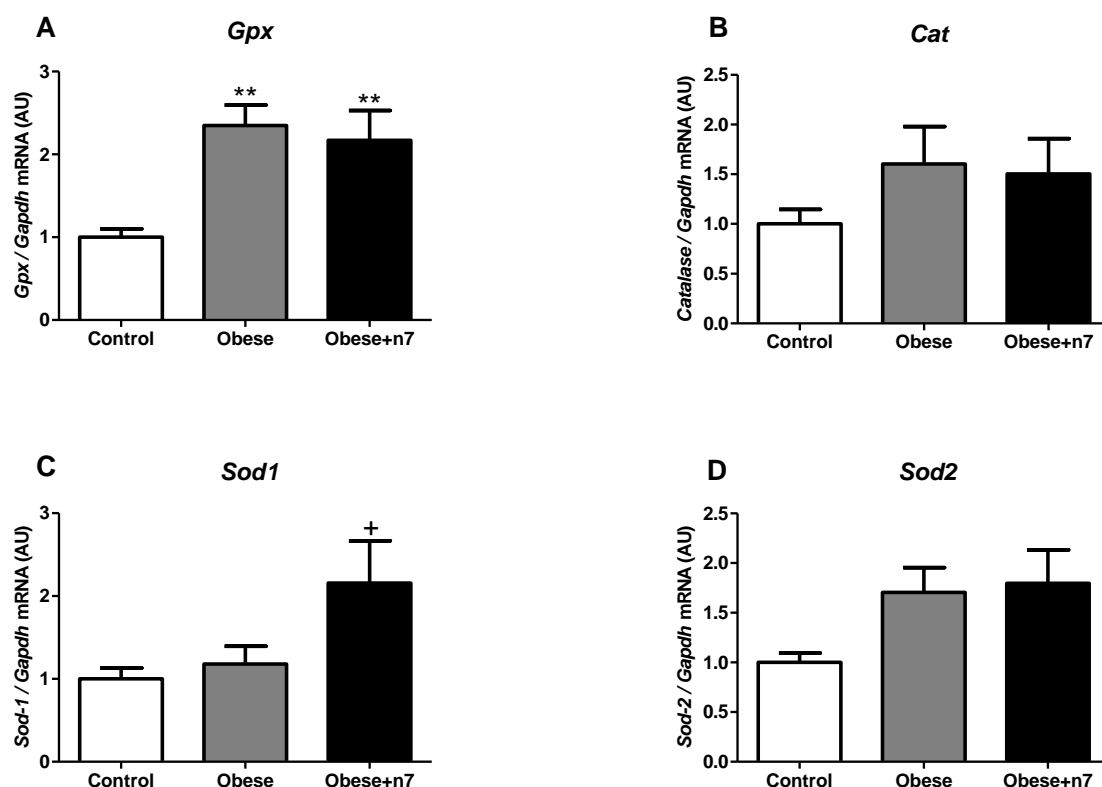 A
Gpx
Gpx / Gapdh mRNA (AU)
3
2
1
0
**
**
Control
Obese
Obese+n7
B
Cat
Catalase / Gapdh mRNA (AU)
2.5
2.0
1.5
1.0
0.5
0.0
Control
Obese
Obese+n7
C
Sod1
Sod-1 / Gapdh mRNA (AU)
3
2
1
0
+
Control
Obese
Obese+n7
D
Sod2
Sod-2 / Gapdh mRNA (AU)
2.5
2.0
1.5
1.0
0.5
0.0
Control
Obese
Obese+n7